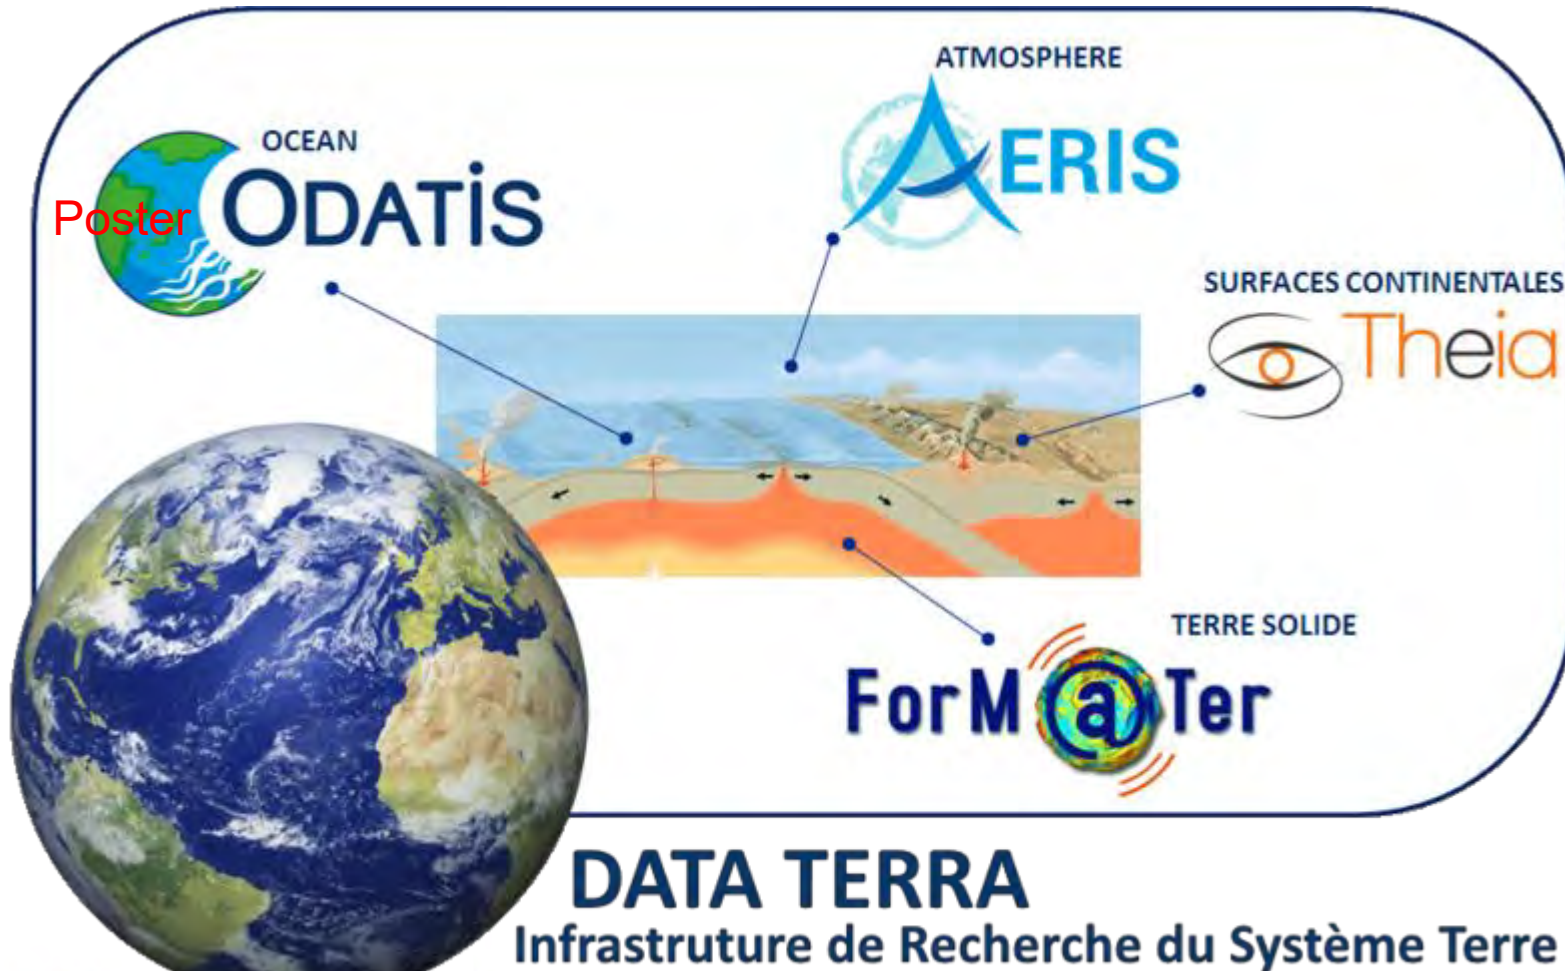 ATMOSPHERE
AERIS
OCEAN
ODATiS
Poster
SURFACES CONTINENTALES
Theia
TERRE SOLIDE
ForM@Ter
DATA TERRA
Infrastruture de Recherche du Système Terre